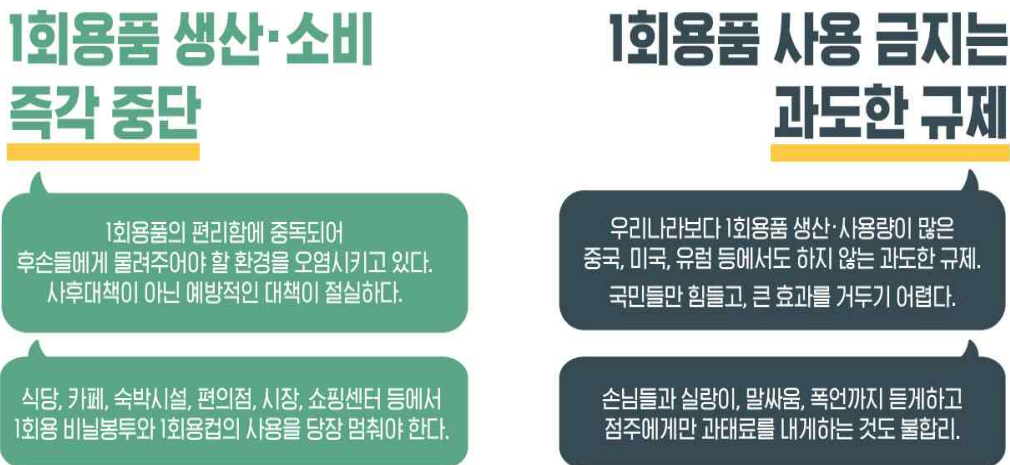 1회용품 생산·소비
즉각 중단
1회용품의 편리함에 중독되어
후손들에게 물려주어야 할 환경을 오염시키고 있다.
사후대책이 아닌 예방적인 대책이 절실하다.
식당, 카페, 숙박시설, 편의점, 시장, 쇼핑센터 등에서
1회용 비닐봉투와 1회용컵의 사용을 당장 멈춰야 한다.
1회용품 사용 금지는
과도한 규제
우리나라보다 1회용품 생산·사용량이 많은
중국, 미국, 유럽 등에서도 하지 않는 과도한 규제.
국민들만 힘들고, 큰 효과를 거두기 어렵다.
손님들과 실랑이, 말싸움, 폭언까지 듣게하고
점주에게만 과태료를 내게하는 것도 불합리.